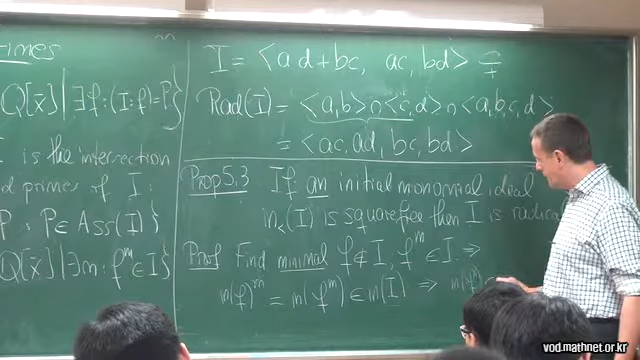 Q[x̄] | ∃f : (I:f)=P}
is the intersection
primes of I :
P : P∈Ass(I)}
Q[x̄] | ∃m : f^m ∈ I}
I = <ad+bc, ac, bd>
Rad(I) = <a,b> ∩ <c,d> ∩ <a,b,c,d>
= <ac, ad, bc, bd>
Prop 5.3 If an initial monomial ideal
in_<(I) is squarefree then I is radical
Proof Find minimal f∉I, f^m ∈ I. ⇒
in(f)^m = in(f^m) ∈ in(I) ⇒ in(f)
vod.mathnet.or.kr